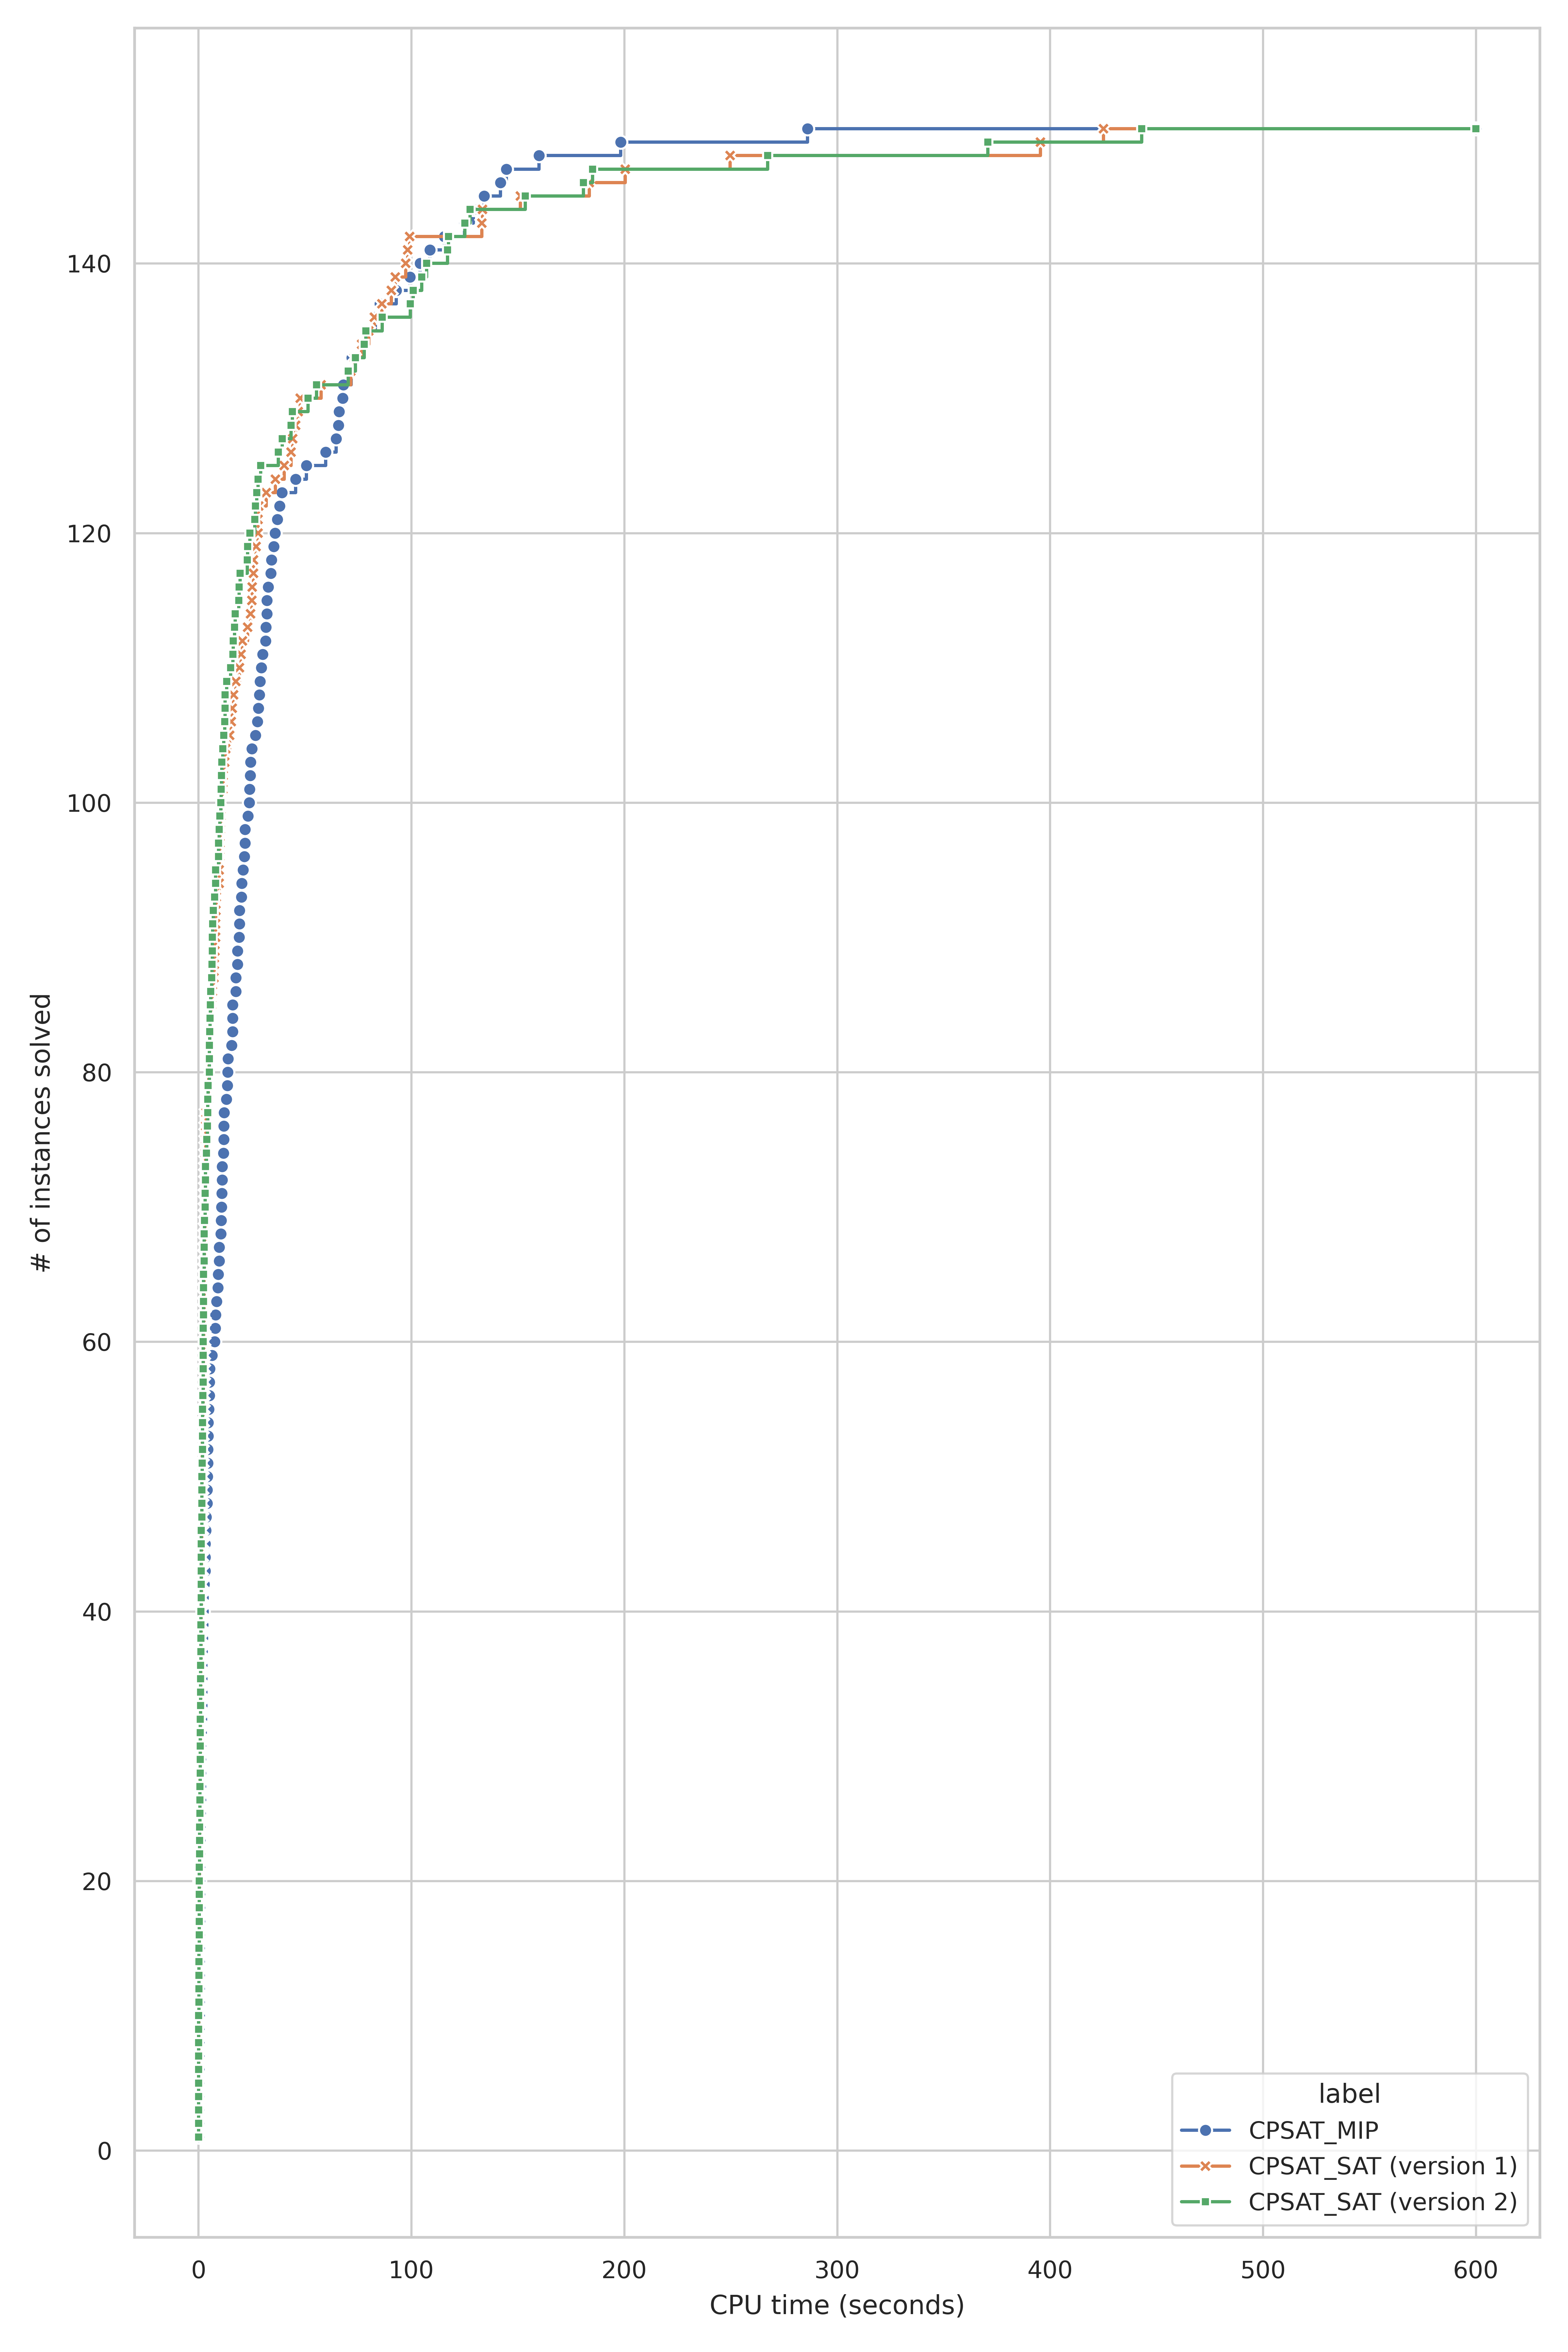 140
120
100
80
60
40
20
0
# of instances solved
0 100 200 300 400 500 600
CPU time (seconds)
label
CPSAT_MIP
CPSAT_SAT (version 1)
CPSAT_SAT (version 2)